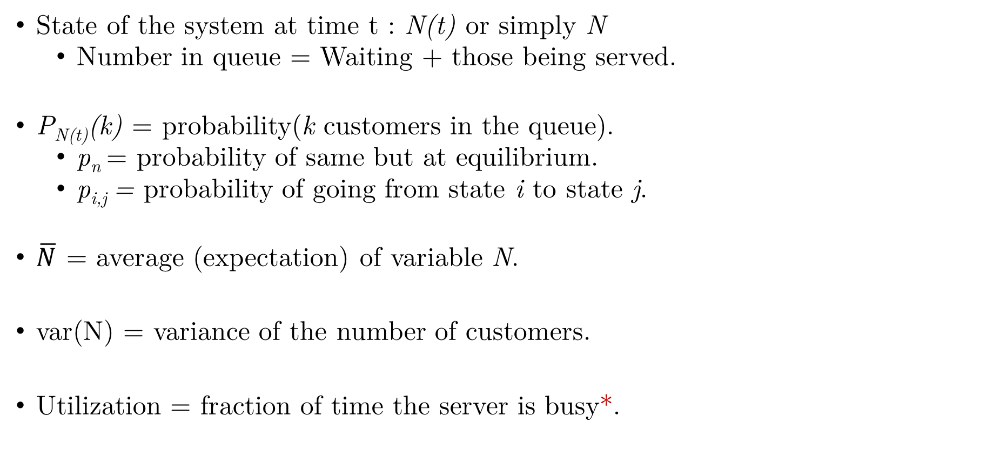 • State of the system at time t : N(t) or simply N
• Number in queue = Waiting + those being served.
• P_{N(t)}(k) = probability(k customers in the queue).
• p_n = probability of same but at equilibrium.
• p_{i,j} = probability of going from state i to state j.
• N̅ = average (expectation) of variable N.
• var(N) = variance of the number of customers.
• Utilization = fraction of time the server is busy*.